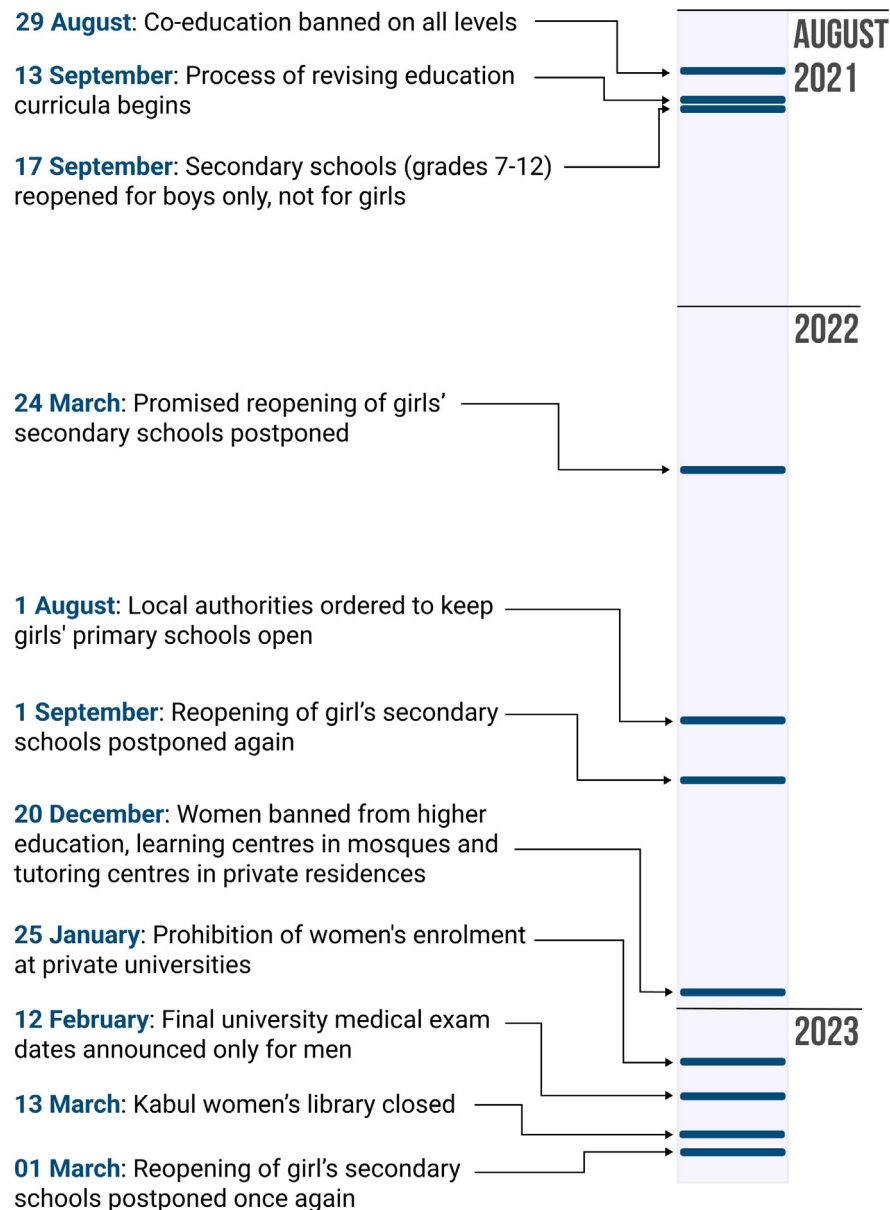 29 August: Co-education banned on all levels
AUGUST
2021
13 September: Process of revising education
curricula begins
17 September: Secondary schools (grades 7-12)
reopened for boys only, not for girls
2022
24 March: Promised reopening of girls’
secondary schools postponed
1 August: Local authorities ordered to keep
girls' primary schools open
1 September: Reopening of girl’s secondary
schools postponed again
20 December: Women banned from higher
education, learning centres in mosques and
tutoring centres in private residences
25 January: Prohibition of women's enrolment
at private universities
12 February: Final university medical exam
dates announced only for men
2023
13 March: Kabul women’s library closed
01 March: Reopening of girl’s secondary
schools postponed once again